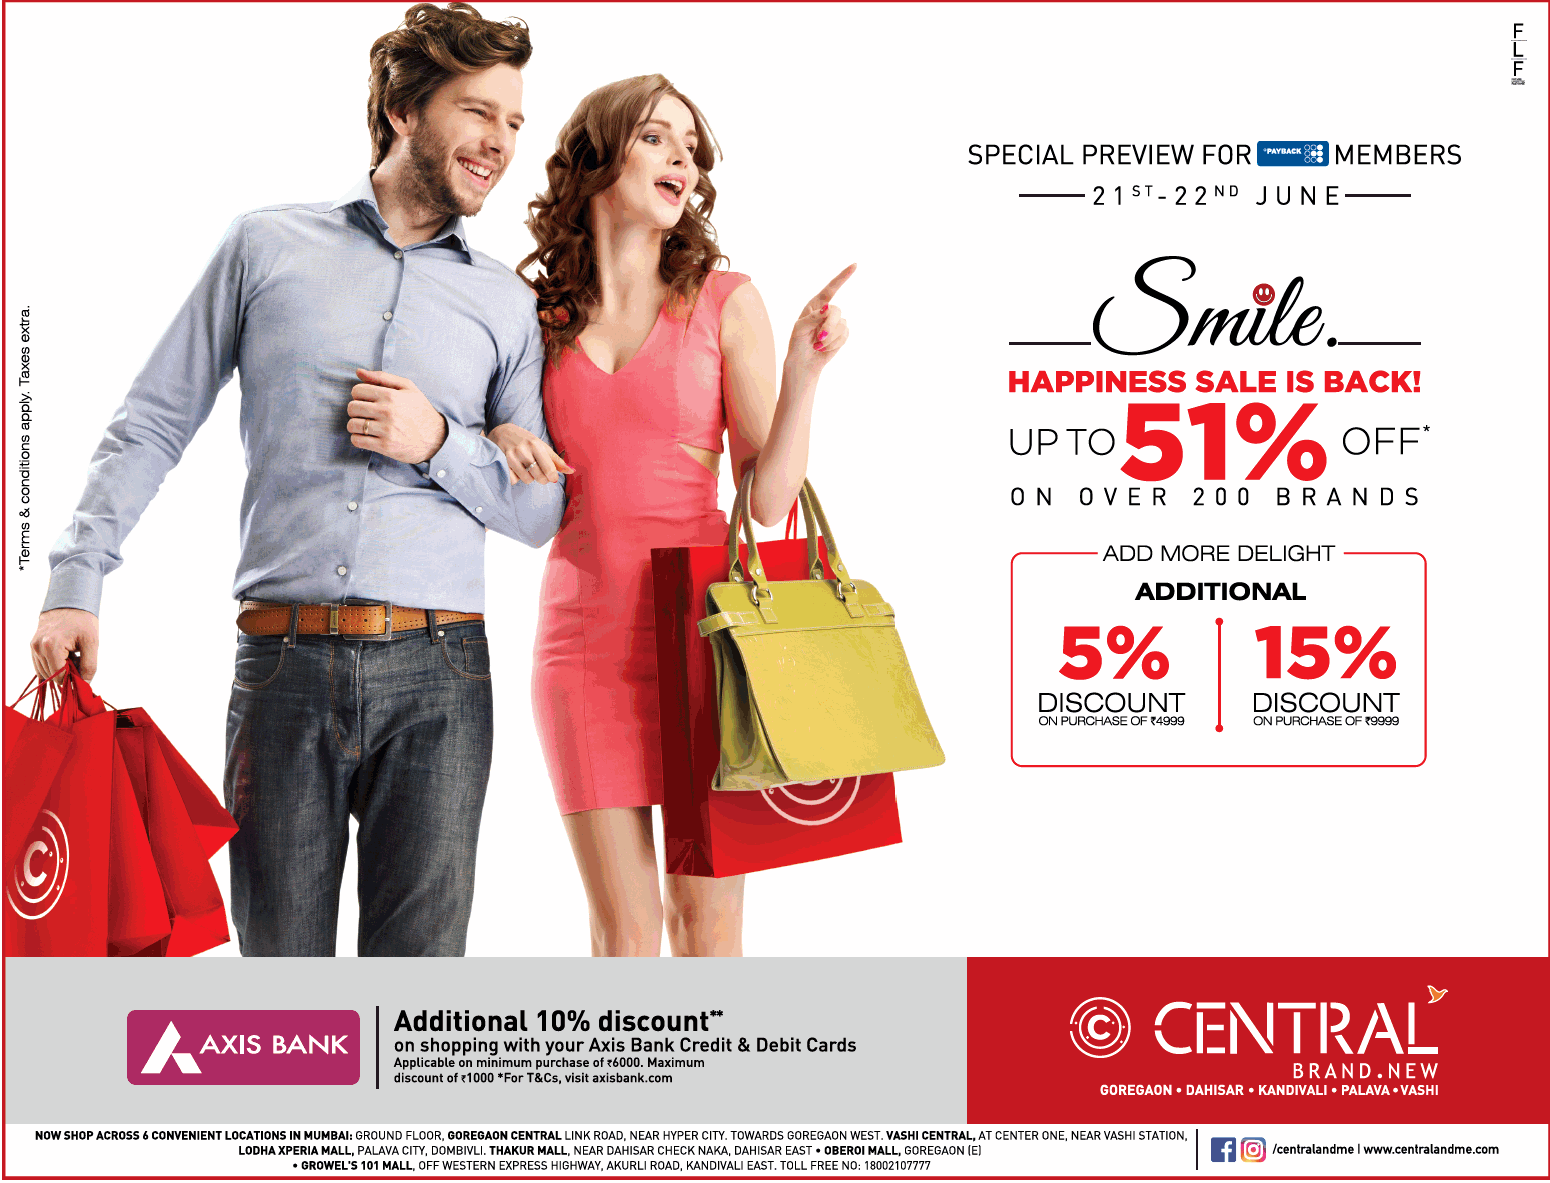 F
L
F
SPECIAL PREVIEW FOR PAYBACK MEMBERS
21ST-22ND JUNE
Smile.
HAPPINESS SALE IS BACK!
UP TO 51% OFF*
ON OVER 200 BRANDS
ADD MORE DELIGHT
ADDITIONAL
5%
DISCOUNT
ON PURCHASE OF ₹4999
15%
DISCOUNT
ON PURCHASE OF ₹9999
*Terms & conditions apply. Taxes extra.
C
C
AXIS BANK
Additional 10% discount**
on shopping with your Axis Bank Credit & Debit Cards
Applicable on minimum purchase of ₹6000. Maximum
discount of ₹1000 *For T&Cs, visit axisbank.com
C CENTRAL
BRAND.NEW
GOREGAON • DAHISAR • KANDIVALI • PALAVA • VASHI
NOW SHOP ACROSS 6 CONVENIENT LOCATIONS IN MUMBAI: GROUND FLOOR, GOREGAON CENTRAL LINK ROAD, NEAR HYPER CITY. TOWARDS GOREGAON WEST. VASHI CENTRAL, AT CENTER ONE, NEAR VASHI STATION,
LODHA XPERIA MALL, PALAVA CITY, DOMBIVLI. THAKUR MALL, NEAR DAHISAR CHECK NAKA, DAHISAR EAST • OBEROI MALL, GOREGAON (E)
• GROWEL'S 101 MALL, OFF WESTERN EXPRESS HIGHWAY, AKURLI ROAD, KANDIVALI EAST. TOLL FREE NO: 18002107777
/centralandme | www.centralandme.com